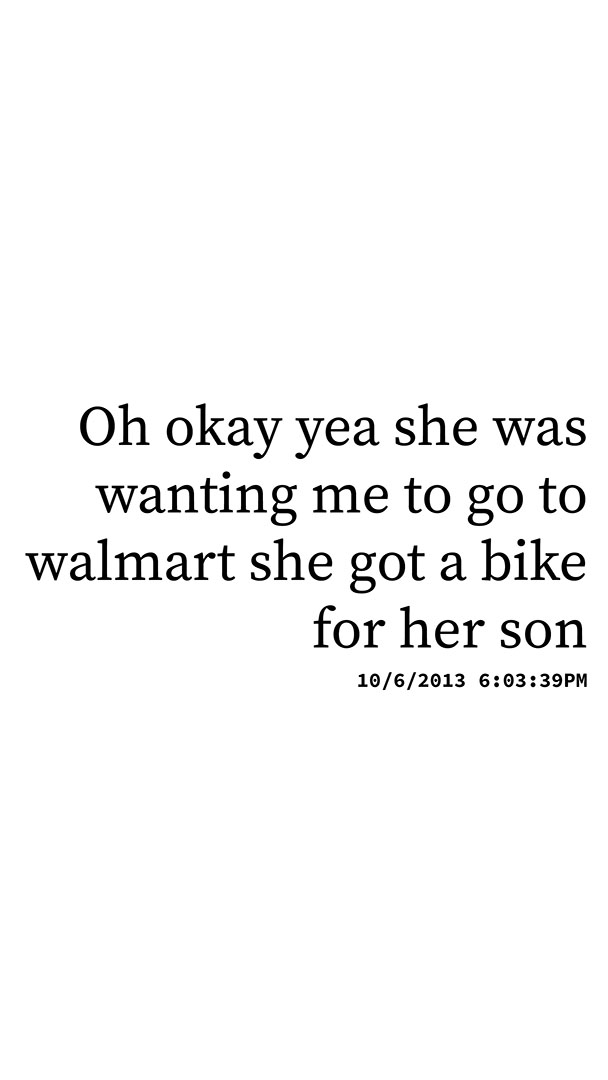 Oh okay yea she was
wanting me to go to
walmart she got a bike
for her son
10/6/2013 6:03:39PM